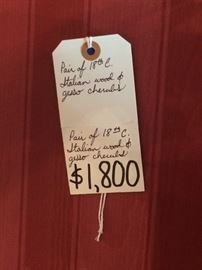 Pair of 18th C.
Italian wood &
gesso cherubs
Pair of 18th C.
Italian wood &
gesso cherubs
$1,800